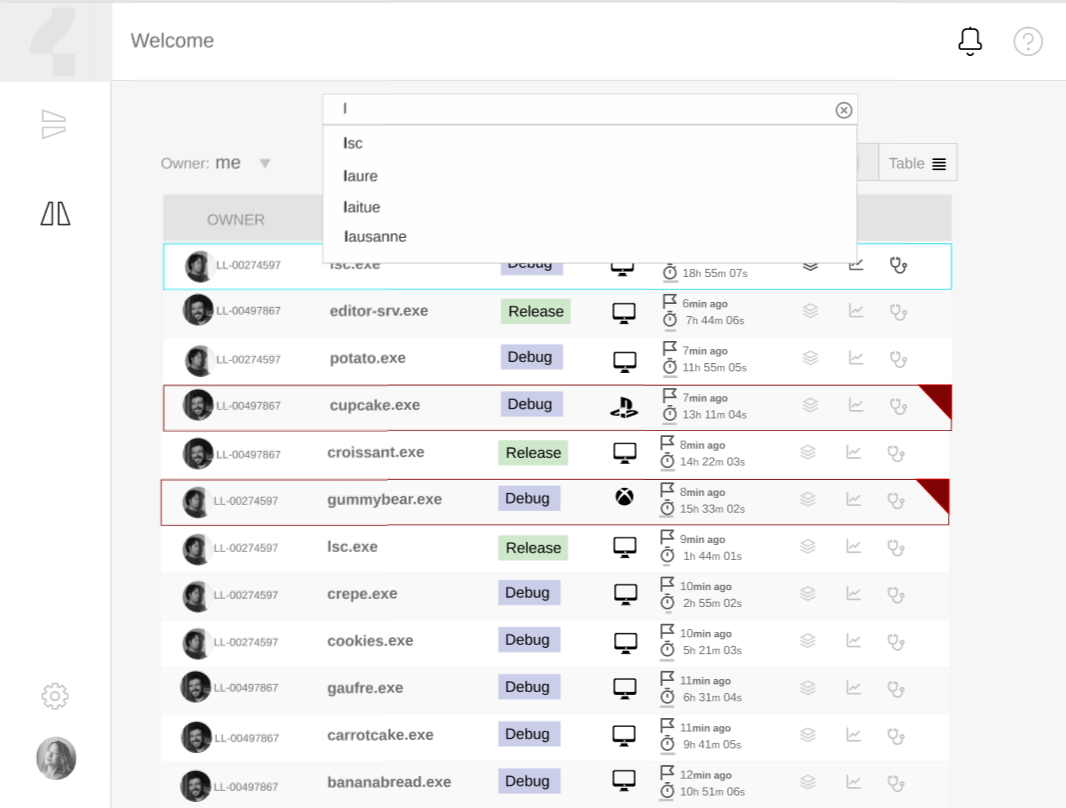 Welcome
?
l
lsc
laure
laitue
lausanne
Owner: me
Table
OWNER
LL-00274597 lsc.exe Debug 18h 55m 07s
LL-00497867 editor-srv.exe Release 6min ago 7h 44m 06s
LL-00274597 potato.exe Debug 7min ago 11h 55m 05s
LL-00497867 cupcake.exe Debug 7min ago 13h 11m 04s
LL-00497867 croissant.exe Release 8min ago 14h 22m 03s
LL-00274597 gummybear.exe Debug 8min ago 15h 33m 02s
LL-00274597 lsc.exe Release 9min ago 1h 44m 01s
LL-00274597 crepe.exe Debug 10min ago 2h 55m 02s
LL-00274597 cookies.exe Debug 10min ago 5h 21m 03s
LL-00497867 gaufre.exe Debug 11min ago 6h 31m 04s
LL-00497867 carrotcake.exe Debug 11min ago 9h 41m 05s
LL-00497867 bananabread.exe Debug 12min ago 10h 51m 06s